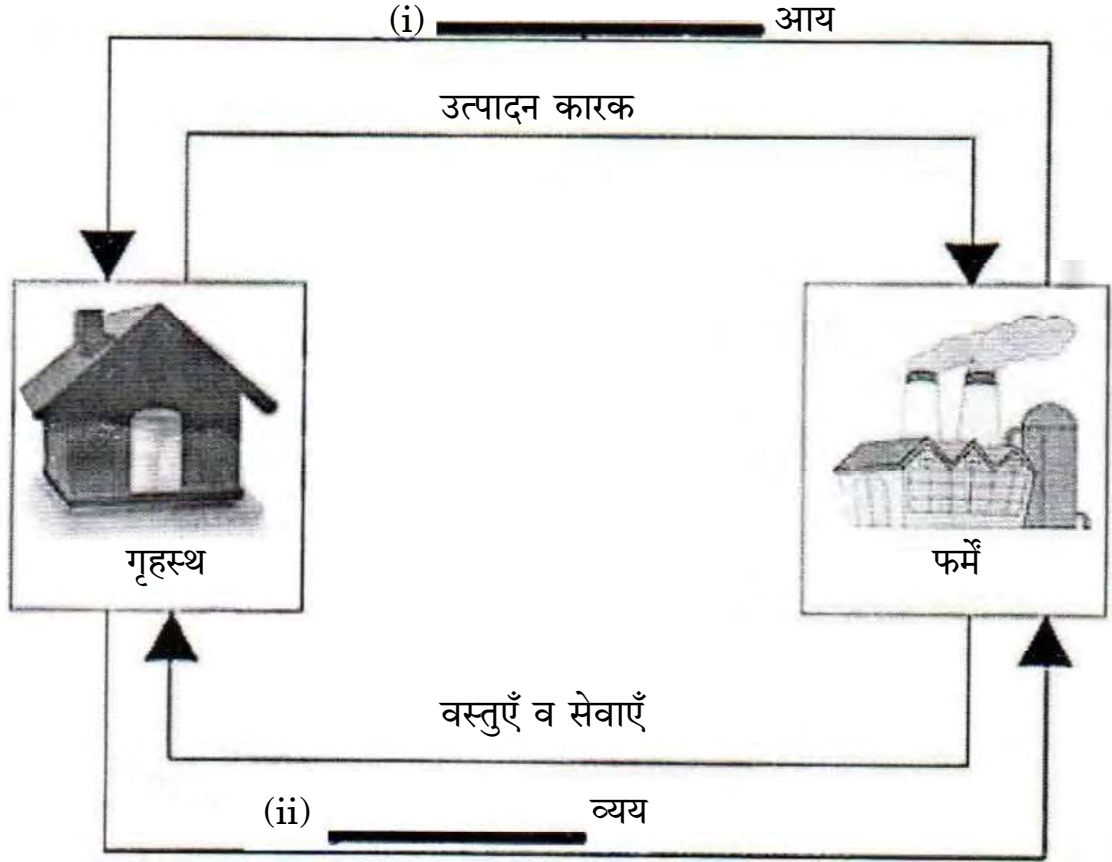 (i) आय
उत्पादन कारक
गृहस्थ
फर्में
वस्तुएँ व सेवाएँ
(ii) व्यय